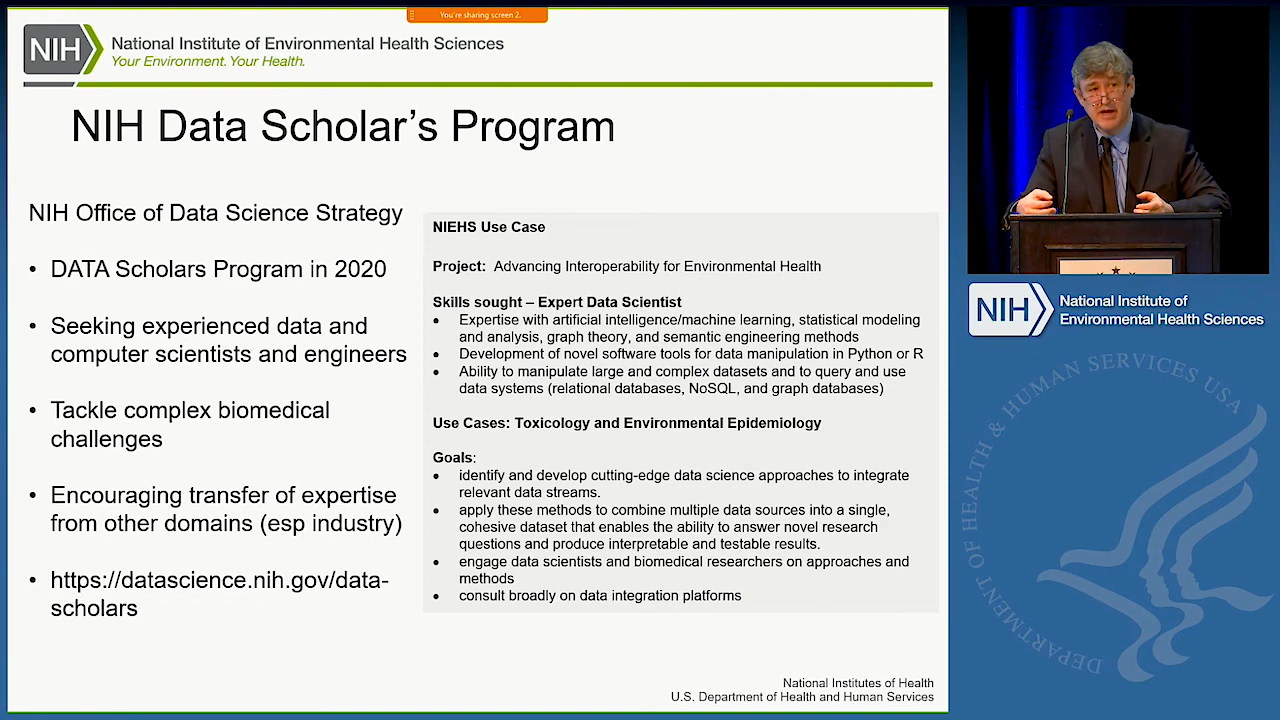 You're sharing screen 2.
NIH
National Institute of Environmental Health Sciences
Your Environment. Your Health.
NIH Data Scholar’s Program
NIH Office of Data Science Strategy
• DATA Scholars Program in 2020
• Seeking experienced data and
computer scientists and engineers
• Tackle complex biomedical
challenges
• Encouraging transfer of expertise
from other domains (esp industry)
• https://datascience.nih.gov/data-
scholars
NIEHS Use Case
Project: Advancing Interoperability for Environmental Health
Skills sought – Expert Data Scientist
• Expertise with artificial intelligence/machine learning, statistical modeling
and analysis, graph theory, and semantic engineering methods
• Development of novel software tools for data manipulation in Python or R
• Ability to manipulate large and complex datasets and to query and use
data systems (relational databases, NoSQL, and graph databases)
Use Cases: Toxicology and Environmental Epidemiology
Goals:
• identify and develop cutting-edge data science approaches to integrate
relevant data streams.
• apply these methods to combine multiple data sources into a single,
cohesive dataset that enables the ability to answer novel research
questions and produce interpretable and testable results.
• engage data scientists and biomedical researchers on approaches and
methods
• consult broadly on data integration platforms
National Institutes of Health
U.S. Department of Health and Human Services
NIH
National Institute of
Environmental Health Sciences
DEPARTMENT OF HEALTH & HUMAN SERVICES USA